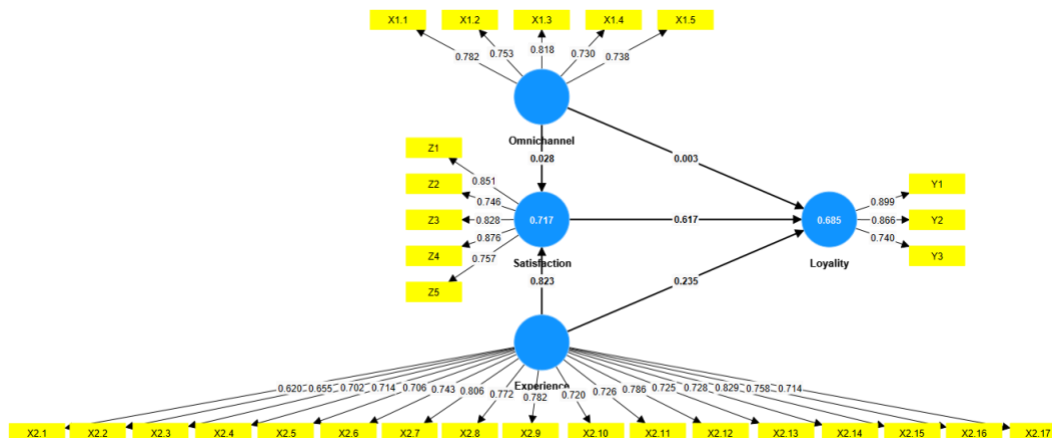 X1.1 X1.2 X1.3 X1.4 X1.5
0.782 0.753 0.818 0.730 0.738
Omnichannel
0.028 0.003
Z1
Z2
Z3
Z4
Z5
0.851
0.746
0.828
0.876
0.757
0.717
Satisfaction
0.617
0.685
Loyality
0.899
0.866
0.740
Y1
Y2
Y3
0.823
0.235
Experience
0.620 0.655 0.702 0.714 0.706 0.743 0.806 0.772 0.782 0.720 0.726 0.786 0.725 0.728 0.829 0.758 0.714
X2.1 X2.2 X2.3 X2.4 X2.5 X2.6 X2.7 X2.8 X2.9 X2.10 X2.11 X2.12 X2.13 X2.14 X2.15 X2.16 X2.17